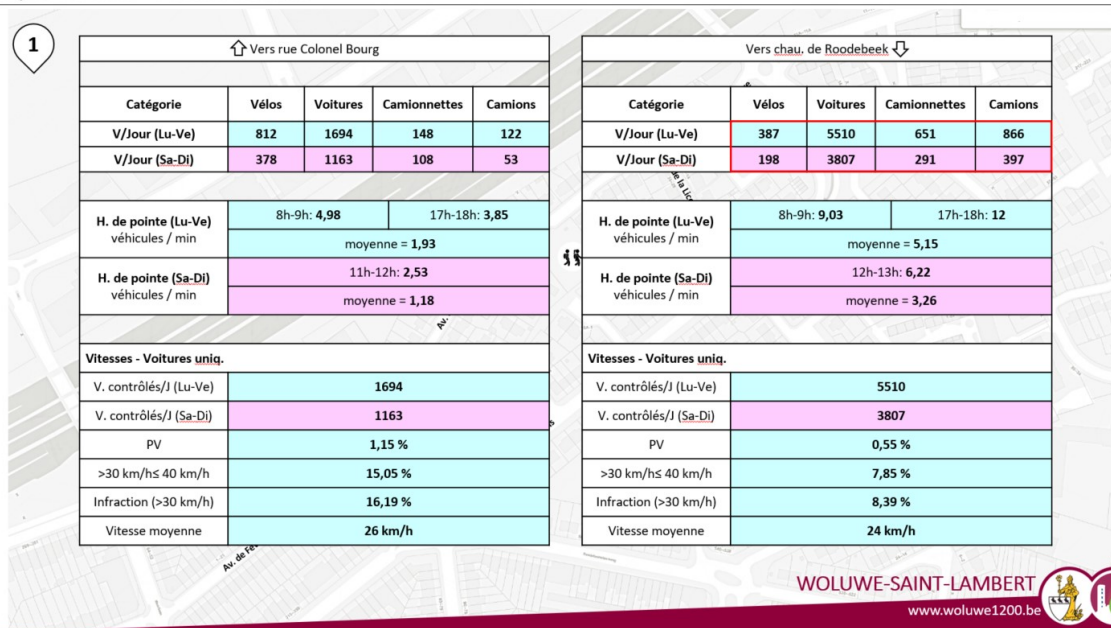 1
Vers rue Colonel Bourg
Catégorie Vélos Voitures Camionnettes Camions
V/Jour (Lu-Ve) 812 1694 148 122
V/Jour (Sa-Di) 378 1163 108 53
H. de pointe (Lu-Ve)
véhicules / min
8h-9h: 4,98 17h-18h: 3,85
moyenne = 1,93
H. de pointe (Sa-Di)
véhicules / min
11h-12h: 2,53
moyenne = 1,18
Vitesses - Voitures uniq.
V. contrôlés/J (Lu-Ve) 1694
V. contrôlés/J (Sa-Di) 1163
PV 1,15 %
>30 km/h≤ 40 km/h 15,05 %
Infraction (>30 km/h) 16,19 %
Vitesse moyenne 26 km/h
Vers chau. de Roodebeek
Catégorie Vélos Voitures Camionnettes Camions
V/Jour (Lu-Ve) 387 5510 651 866
V/Jour (Sa-Di) 198 3807 291 397
H. de pointe (Lu-Ve)
véhicules / min
8h-9h: 9,03 17h-18h: 12
moyenne = 5,15
H. de pointe (Sa-Di)
véhicules / min
12h-13h: 6,22
moyenne = 3,26
Vitesses - Voitures uniq.
V. contrôlés/J (Lu-Ve) 5510
V. contrôlés/J (Sa-Di) 3807
PV 0,55 %
>30 km/h≤ 40 km/h 7,85 %
Infraction (>30 km/h) 8,39 %
Vitesse moyenne 24 km/h
de la
Av.
Av. de
WOLUWE-SAINT-LAMBERT
www.woluwe1200.be